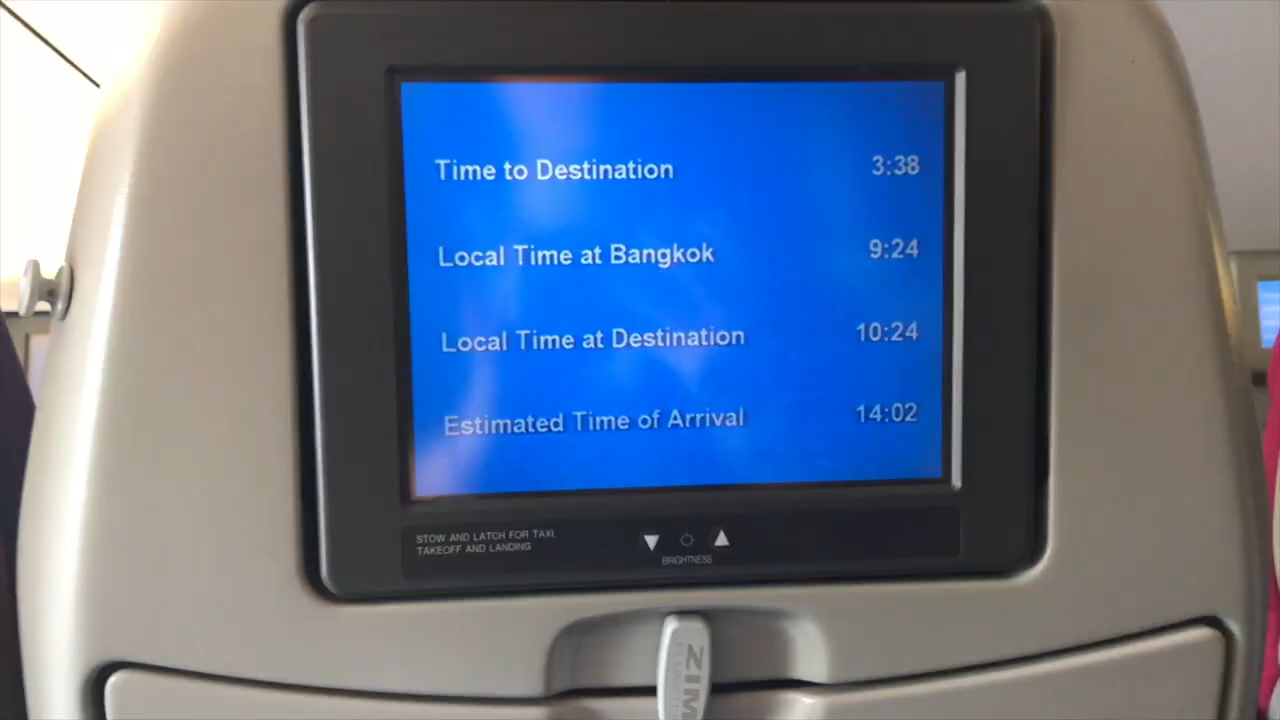 Time to Destination 3:38
Local Time at Bangkok 9:24
Local Time at Destination 10:24
Estimated Time of Arrival 14:02
STOW AND LATCH FOR TAXI,
TAKEOFF AND LANDING
BRIGHTNESS
ZIM